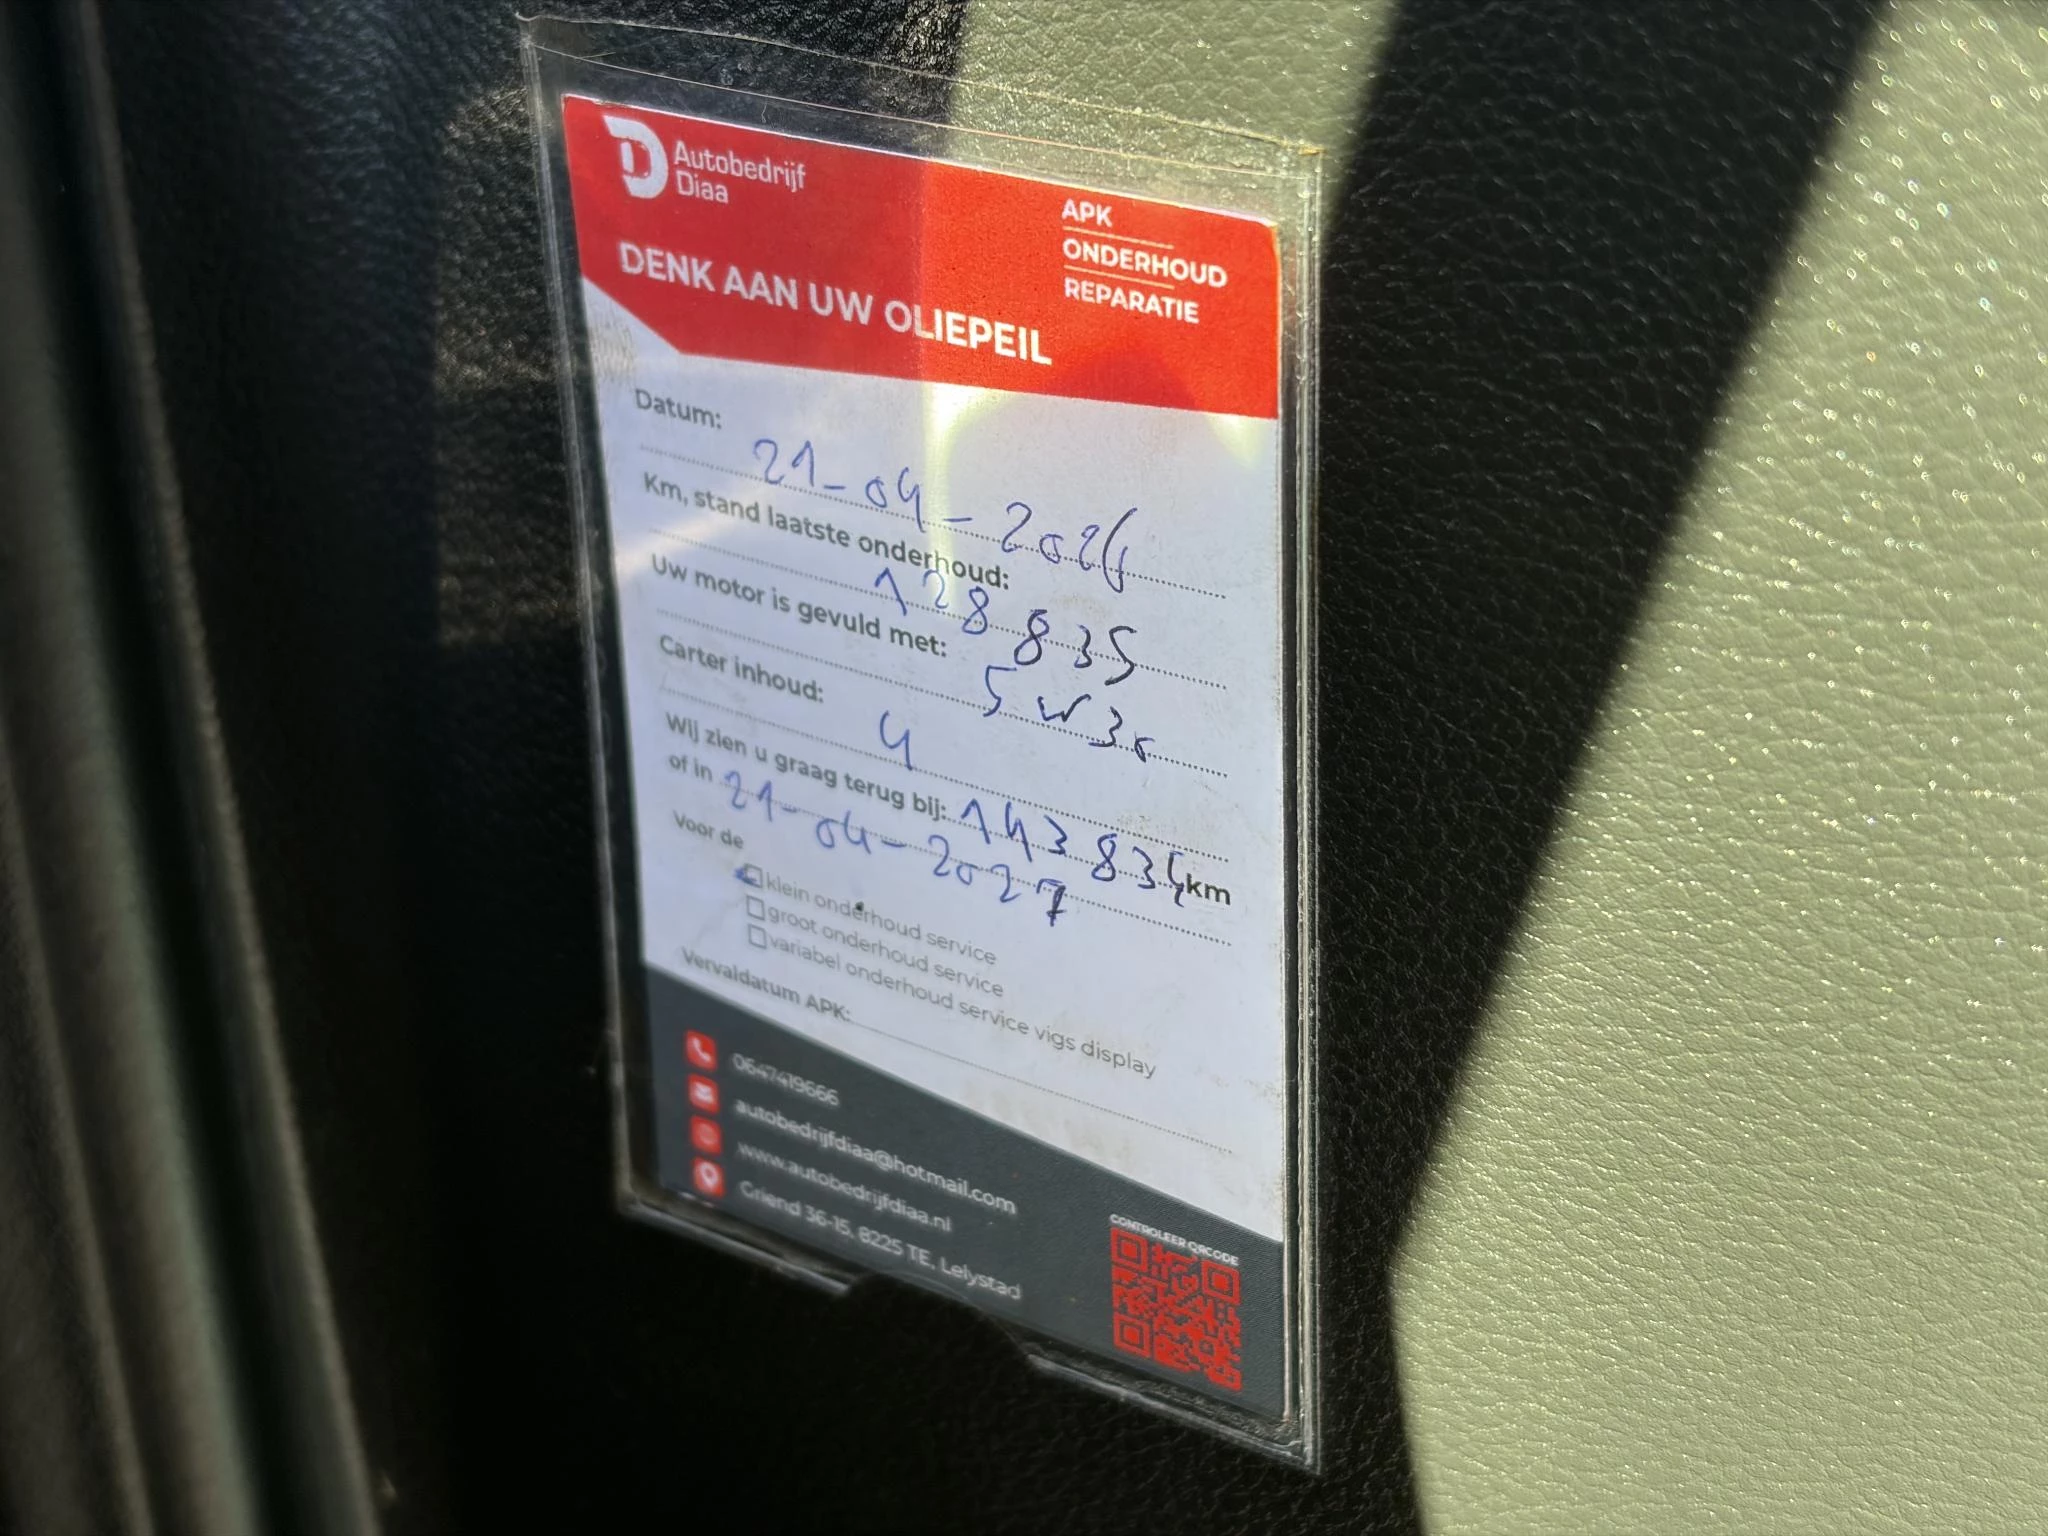 Autobedrijf
Diaa
APK
ONDERHOUD
REPARATIE
DENK AAN UW OLIEPEIL
Datum:
21-04-2026
Km, stand laatste onderhoud:
128 835
Uw motor is gevuld met:
5w30
Carter inhoud:
4
Wij zien u graag terug bij: 143 835 km
of in 21-04-2027
Voor de
klein onderhoud service
groot onderhoud service
variabel onderhoud service vigs display
Vervaldatum APK:
0647419666
autobedrijfdiaa@hotmail.com
www.autobedrijfdiaa.nl
Griend 36-15, 8225 TE, Lelystad
CONTROLEER QRCODE